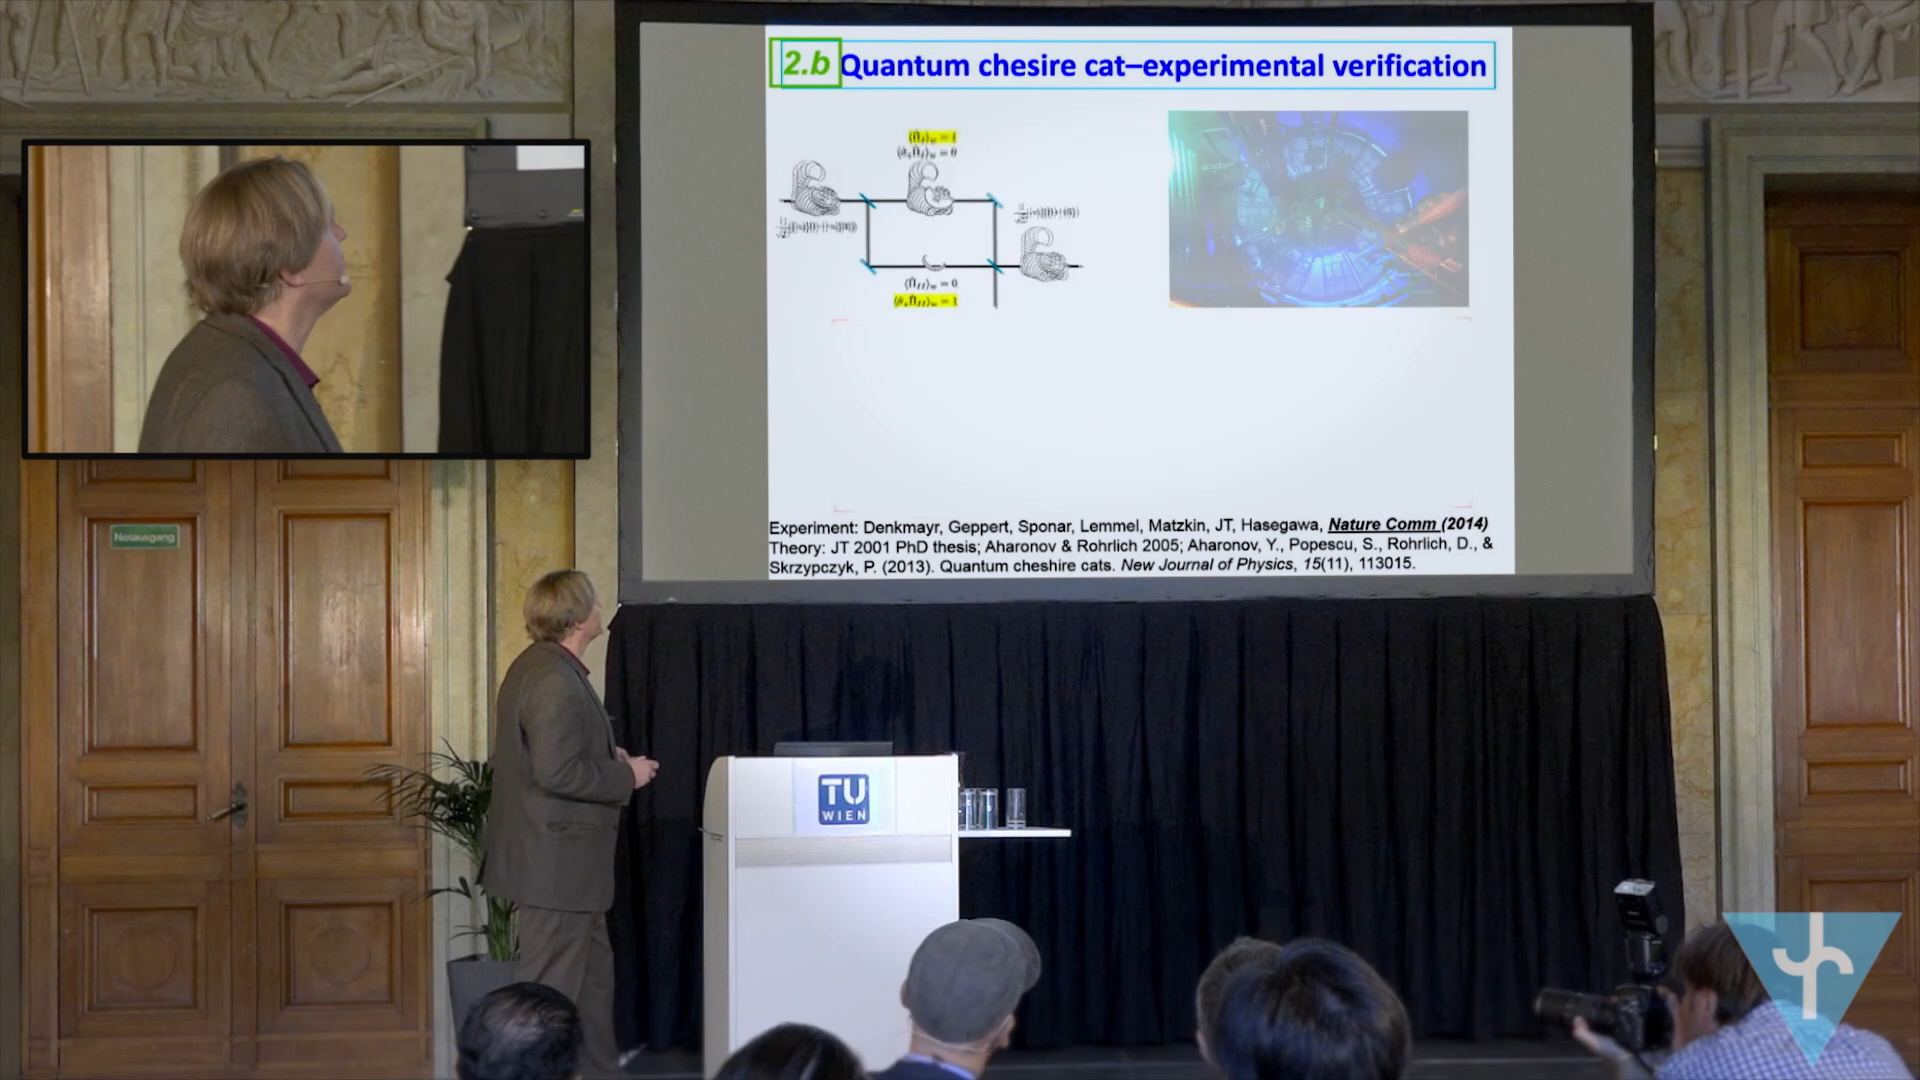 2.b Quantum chesire cat–experimental verification
Experiment: Denkmayr, Geppert, Sponar, Lemmel, Matzkin, JT, Hasegawa, Nature Comm (2014)
Theory: JT 2001 PhD thesis; Aharonov & Rohrlich 2005; Aharonov, Y., Popescu, S., Rohrlich, D., &
Skrzypczyk, P. (2013). Quantum cheshire cats. New Journal of Physics, 15(11), 113015.
Notausgang
TU
WIEN